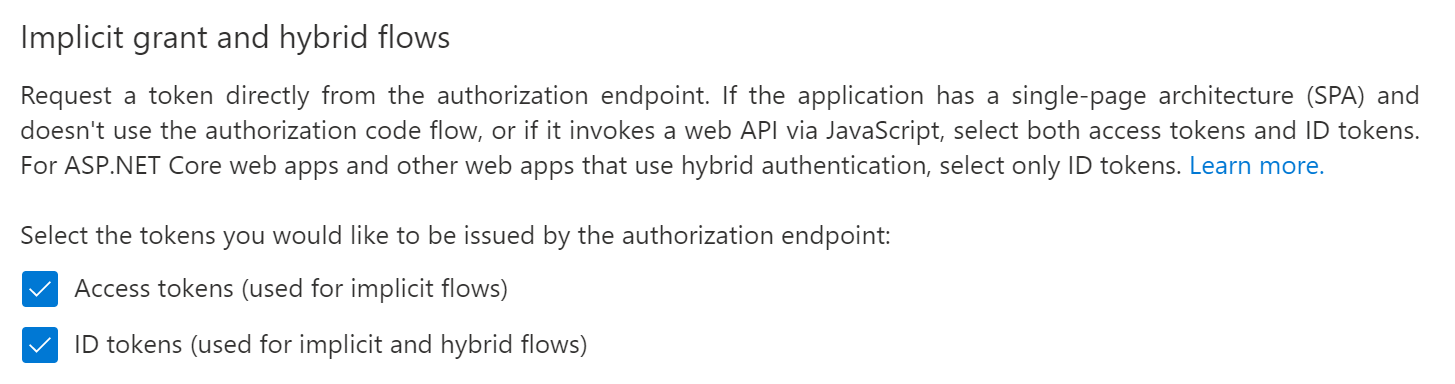 Implicit grant and hybrid flows
Request a token directly from the authorization endpoint. If the application has a single-page architecture (SPA) and
doesn't use the authorization code flow, or if it invokes a web API via JavaScript, select both access tokens and ID tokens.
For ASP.NET Core web apps and other web apps that use hybrid authentication, select only ID tokens. Learn more.
Select the tokens you would like to be issued by the authorization endpoint:
Access tokens (used for implicit flows)
ID tokens (used for implicit and hybrid flows)